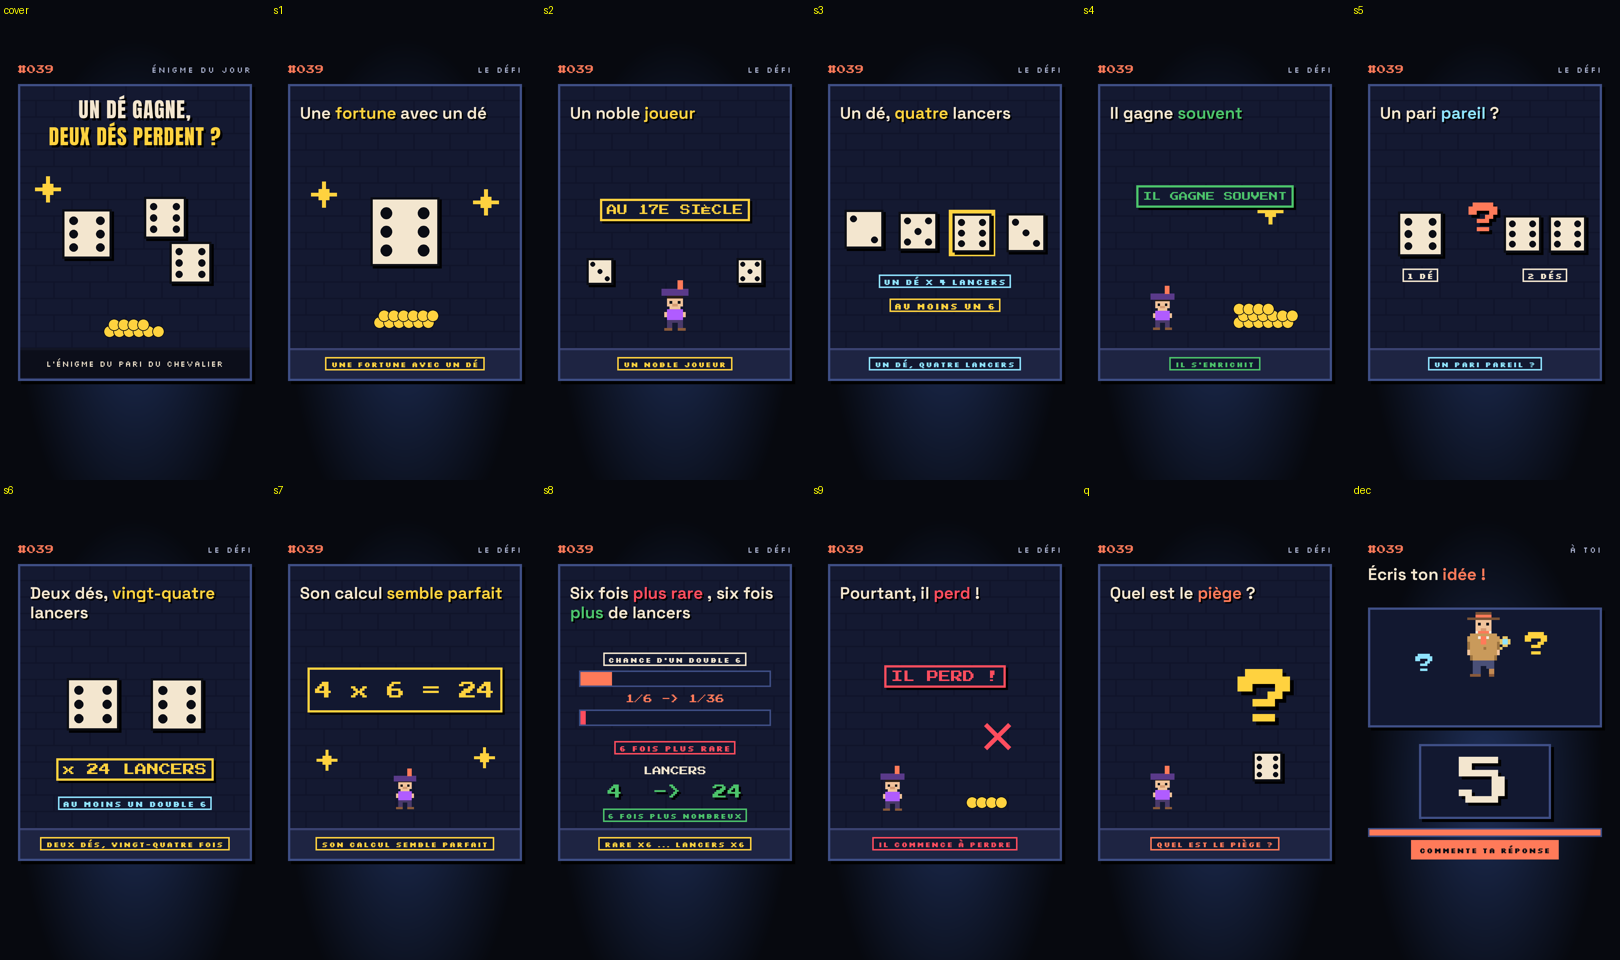 cover
#039
ÉNIGME DU JOUR
UN DÉ GAGNE,
DEUX DÉS PERDENT ?
L'ÉNIGME DU PARI DU CHEVALIER
s1
#039
LE DÉFI
Une fortune avec un dé
UNE FORTUNE AVEC UN DÉ
s2
#039
LE DÉFI
Un noble joueur
AU 17E SIÈCLE
UN NOBLE JOUEUR
s3
#039
LE DÉFI
Un dé, quatre lancers
UN DÉ X 4 LANCERS
AU MOINS UN 6
UN DÉ, QUATRE LANCERS
s4
#039
LE DÉFI
Il gagne souvent
IL GAGNE SOUVENT
IL S'ENRICHIT
s5
#039
LE DÉFI
Un pari pareil ?
?
1 DÉ
2 DÉS
UN PARI PAREIL ?
s6
#039
LE DÉFI
Deux dés, vingt-quatre
lancers
x 24 LANCERS
AU MOINS UN DOUBLE 6
DEUX DÉS, VINGT-QUATRE FOIS
s7
#039
LE DÉFI
Son calcul semble parfait
4 x 6 = 24
SON CALCUL SEMBLE PARFAIT
s8
#039
LE DÉFI
Six fois plus rare , six fois
plus de lancers
CHANCE D'UN DOUBLE 6
1/6 -> 1/36
6 FOIS PLUS RARE
LANCERS
4 -> 24
6 FOIS PLUS NOMBREUX
RARE X6 ... LANCERS X6
s9
#039
LE DÉFI
Pourtant, il perd !
IL PERD !
IL COMMENCE À PERDRE
q
#039
LE DÉFI
Quel est le piège ?
?
QUEL EST LE PIÈGE ?
dec
#039
À TOI
Écris ton idée !
? ?
5
COMMENTE TA RÉPONSE